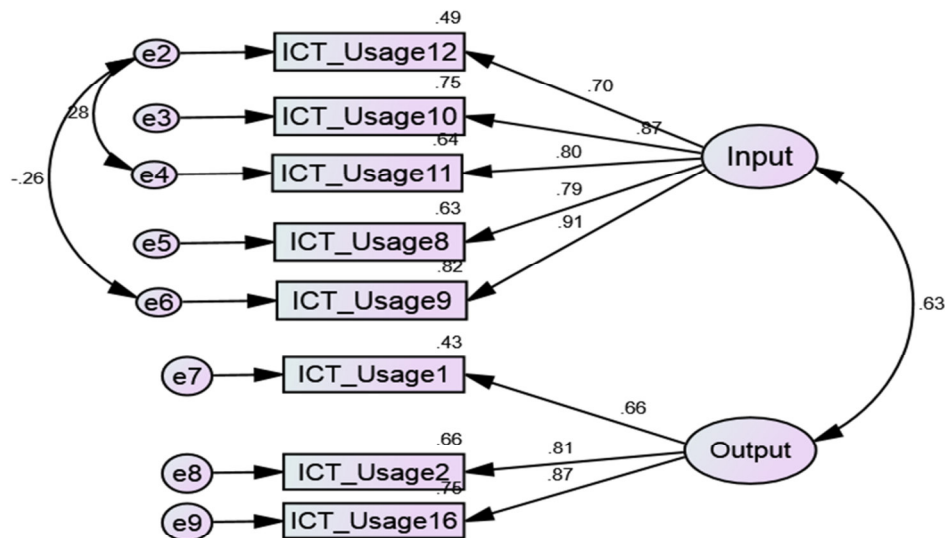 .49
e2 ICT_Usage12
.70
.75
e3 ICT_Usage10
.28 .87
.64
Input
e4 ICT_Usage11
.80
-.26
.79
.63
e5 ICT_Usage8
.91
.82
e6 ICT_Usage9
.63
.43
e7 ICT_Usage1
.66
.66
.81
Output
e8 ICT_Usage2
.87
.75
e9 ICT_Usage16